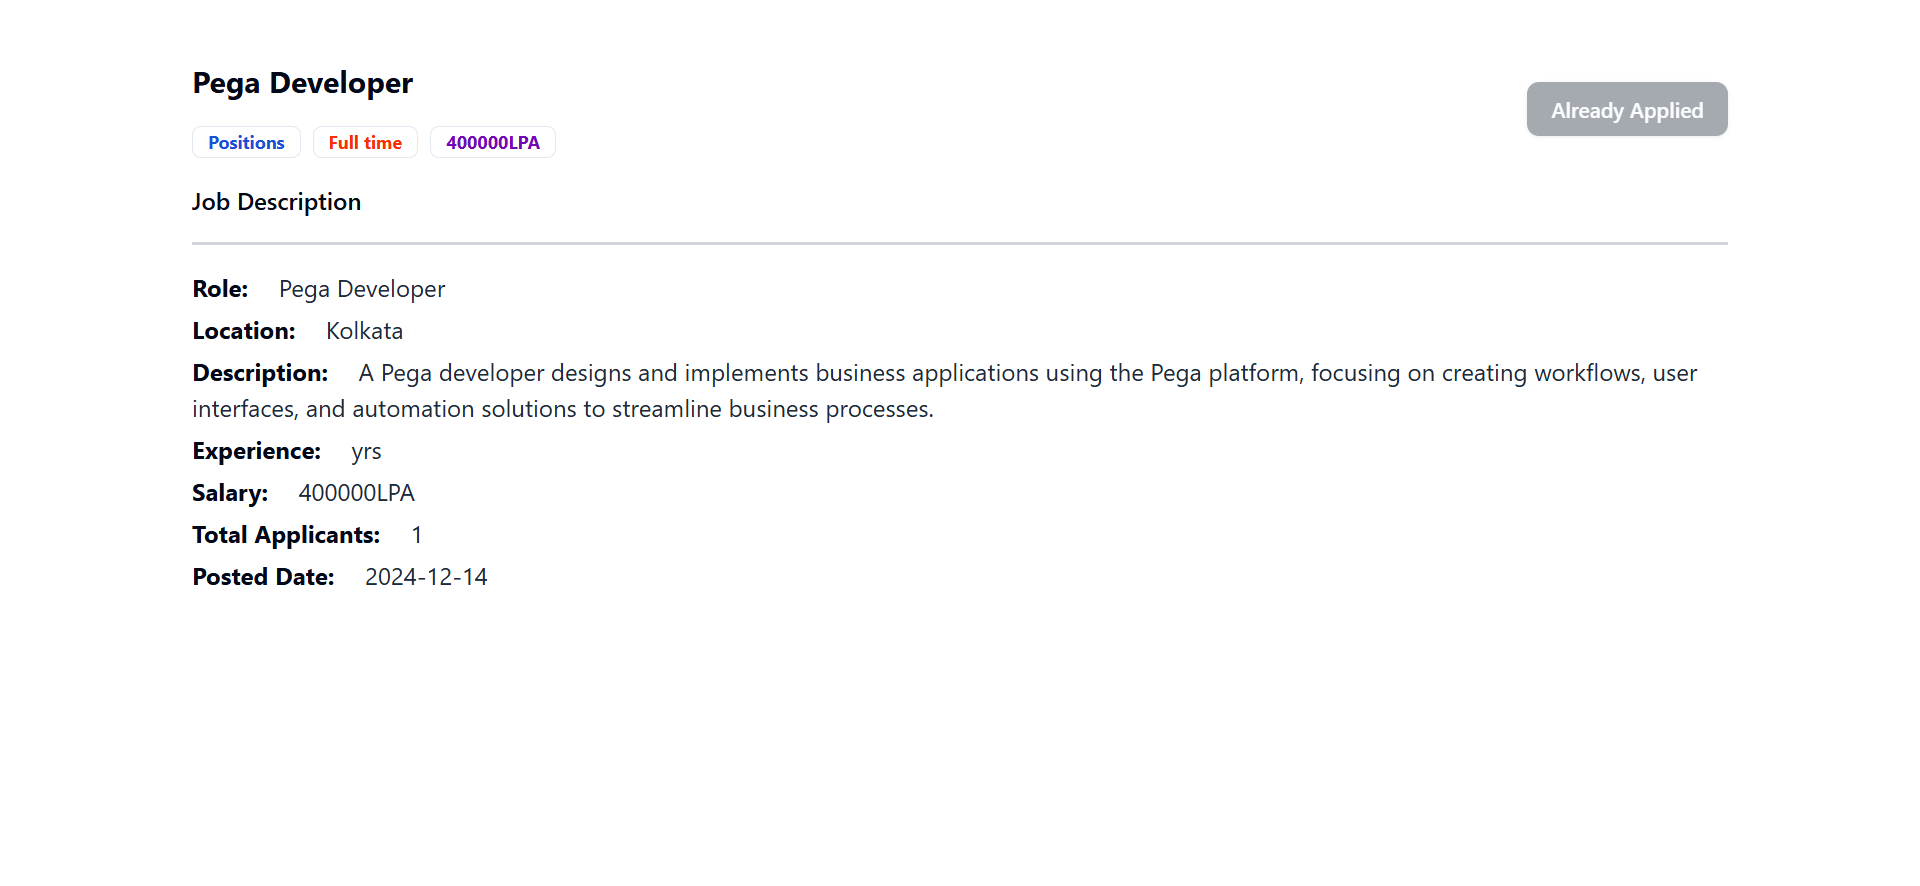 Pega Developer
Already Applied
Positions Full time 400000LPA
Job Description
Role: Pega Developer
Location: Kolkata
Description: A Pega developer designs and implements business applications using the Pega platform, focusing on creating workflows, user
interfaces, and automation solutions to streamline business processes.
Experience: yrs
Salary: 400000LPA
Total Applicants: 1
Posted Date: 2024-12-14